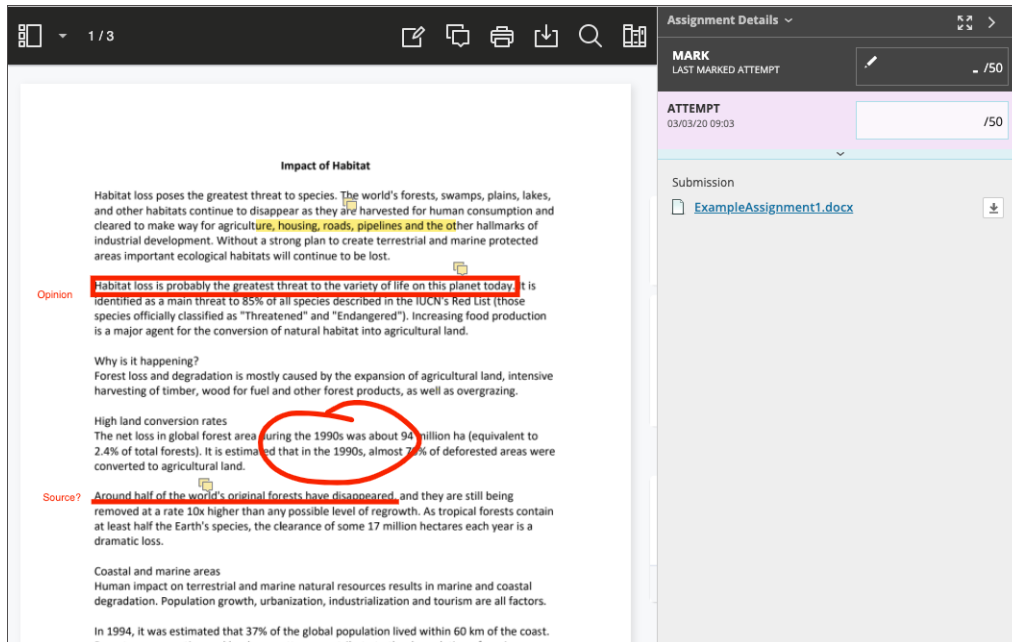 1 / 3
Assignment Details
MARK
LAST MARKED ATTEMPT
- /50
ATTEMPT
03/03/20 09:03
/50
Submission
ExampleAssignment1.docx
Impact of Habitat
Habitat loss poses the greatest threat to species. The world's forests, swamps, plains, lakes,
and other habitats continue to disappear as they are harvested for human consumption and
cleared to make way for agriculture, housing, roads, pipelines and the other hallmarks of
industrial development. Without a strong plan to create terrestrial and marine protected
areas important ecological habitats will continue to be lost.
Opinion
Habitat loss is probably the greatest threat to the variety of life on this planet today. It is
identified as a main threat to 85% of all species described in the IUCN's Red List (those
species officially classified as "Threatened" and "Endangered"). Increasing food production
is a major agent for the conversion of natural habitat into agricultural land.
Why is it happening?
Forest loss and degradation is mostly caused by the expansion of agricultural land, intensive
harvesting of timber, wood for fuel and other forest products, as well as overgrazing.
High land conversion rates
The net loss in global forest area during the 1990s was about 94 million ha (equivalent to
2.4% of total forests). It is estimated that in the 1990s, almost % of deforested areas were
converted to agricultural land.
Source?
Around half of the world's original forests have disappeared, and they are still being
removed at a rate 10x higher than any possible level of regrowth. As tropical forests contain
at least half the Earth's species, the clearance of some 17 million hectares each year is a
dramatic loss.
Coastal and marine areas
Human impact on terrestrial and marine natural resources results in marine and coastal
degradation. Population growth, urbanization, industrialization and tourism are all factors.
In 1994, it was estimated that 37% of the global population lived within 60 km of the coast.